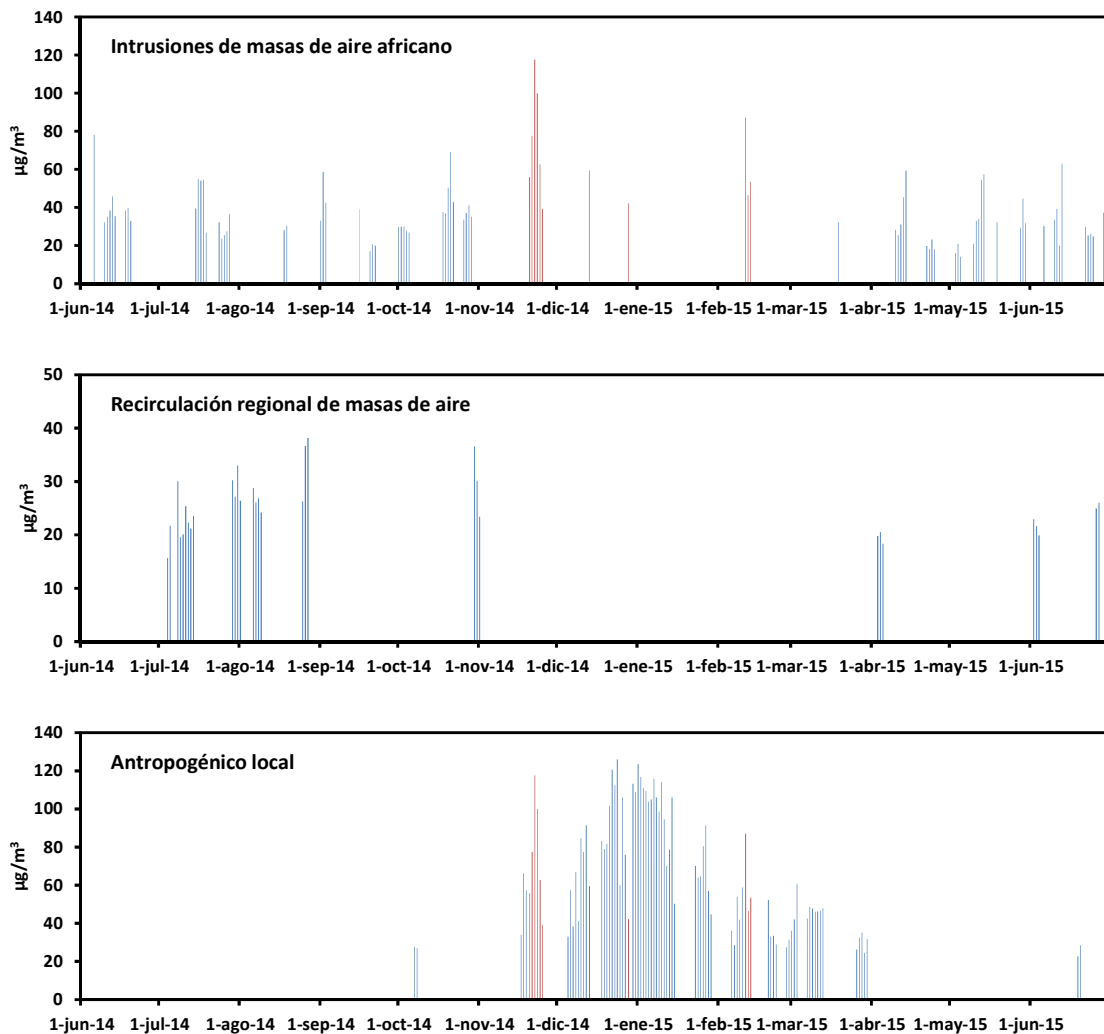 140
Intrusiones de masas de aire africano
120
100
80
60
40
20
0
µg/m³
1-jun-14 1-jul-14 1-ago-14 1-sep-14 1-oct-14 1-nov-14 1-dic-14 1-ene-15 1-feb-15 1-mar-15 1-abr-15 1-may-15 1-jun-15
50
Recirculación regional de masas de aire
40
30
20
10
0
µg/m³
1-jun-14 1-jul-14 1-ago-14 1-sep-14 1-oct-14 1-nov-14 1-dic-14 1-ene-15 1-feb-15 1-mar-15 1-abr-15 1-may-15 1-jun-15
140
Antropogénico local
120
100
80
60
40
20
0
µg/m³
1-jun-14 1-jul-14 1-ago-14 1-sep-14 1-oct-14 1-nov-14 1-dic-14 1-ene-15 1-feb-15 1-mar-15 1-abr-15 1-may-15 1-jun-15